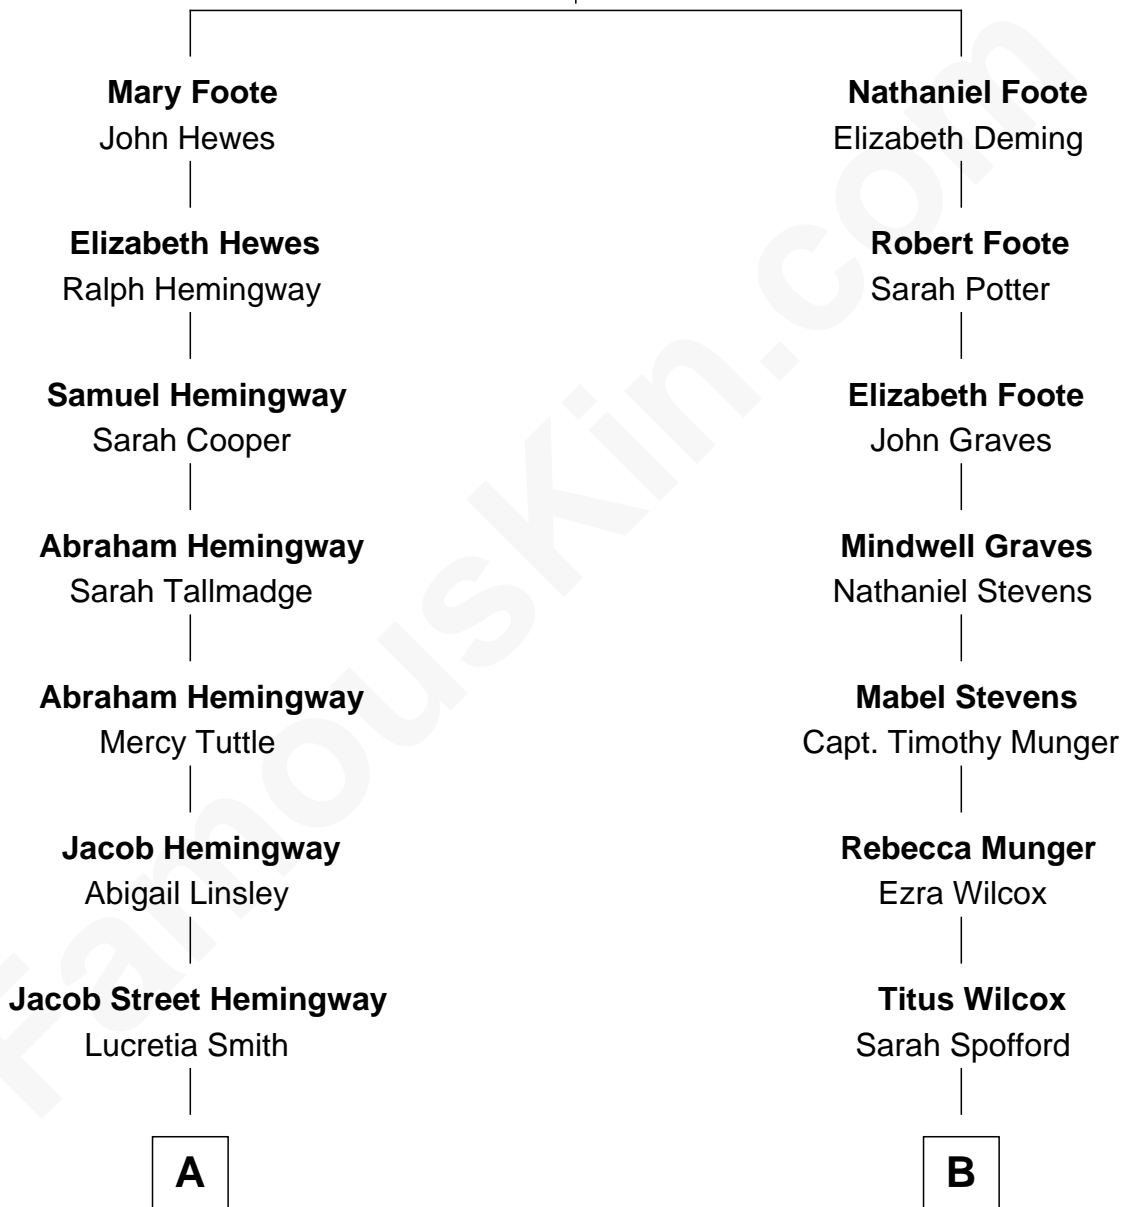 Mary Foote
John Hewes
Elizabeth Hewes
Ralph Hemingway
Samuel Hemingway
Sarah Cooper
Abraham Hemingway
Sarah Tallmadge
Abraham Hemingway
Mercy Tuttle
Jacob Hemingway
Abigail Linsley
Jacob Street Hemingway
Lucretia Smith
A
Nathaniel Foote
Elizabeth Deming
Robert Foote
Sarah Potter
Elizabeth Foote
John Graves
Mindwell Graves
Nathaniel Stevens
Mabel Stevens
Capt. Timothy Munger
Rebecca Munger
Ezra Wilcox
Titus Wilcox
Sarah Spofford
B
FamousKin.com